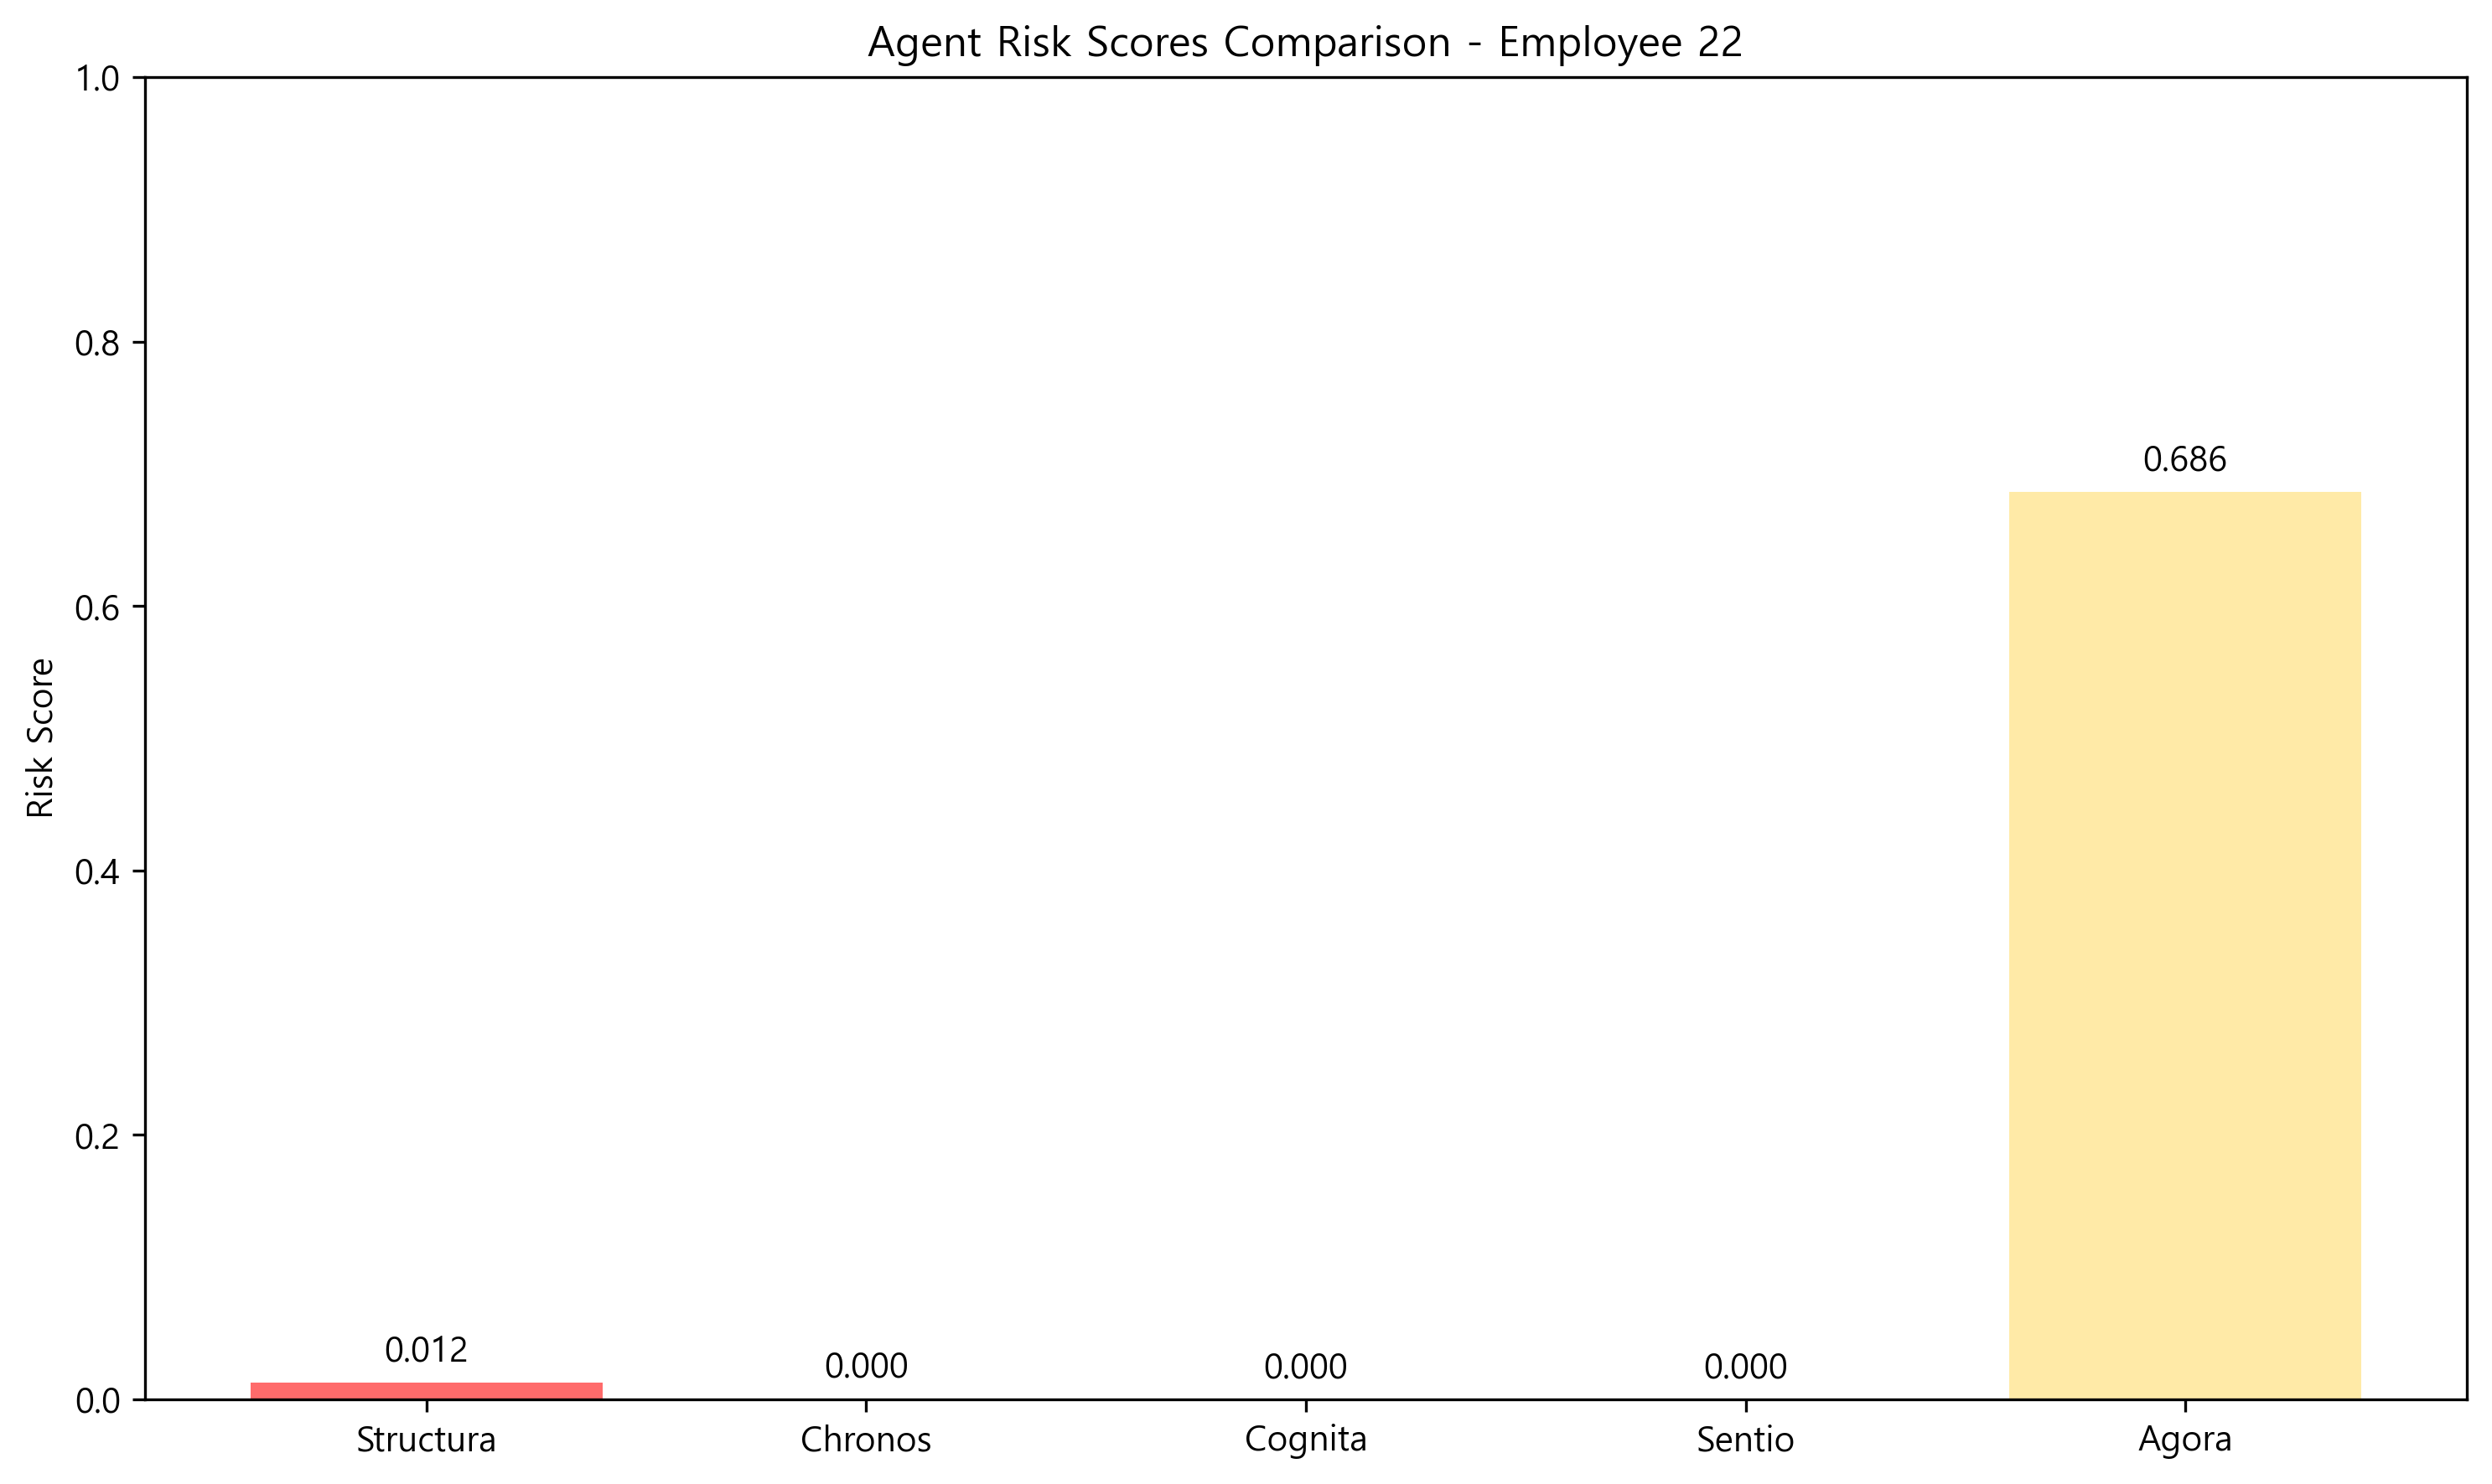 Agent Risk Scores Comparison - Employee 22
1.0
0.8
0.6
0.4
0.2
0.0
Risk Score
0.012
0.000
0.000
0.000
0.686
Structura
Chronos
Cognita
Sentio
Agora